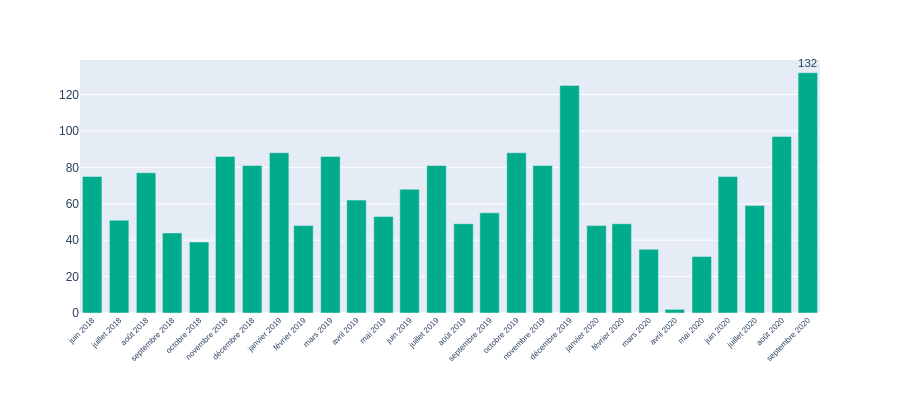 132
120
100
80
60
40
20
0
juin 2018
juillet 2018
août 2018
septembre 2018
octobre 2018
novembre 2018
décembre 2018
janvier 2019
février 2019
mars 2019
avril 2019
mai 2019
juin 2019
juillet 2019
août 2019
septembre 2019
octobre 2019
novembre 2019
décembre 2019
janvier 2020
février 2020
mars 2020
avril 2020
mai 2020
juin 2020
juillet 2020
août 2020
septembre 2020